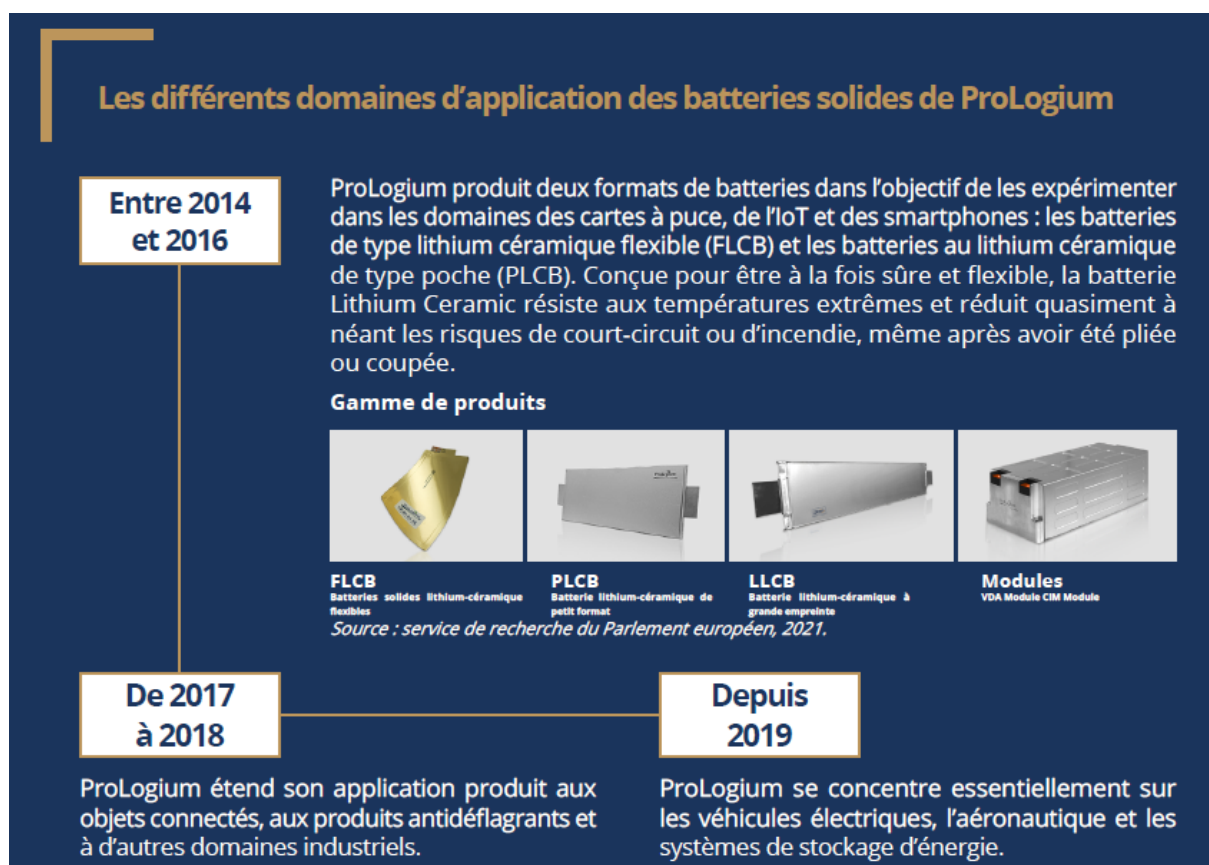 Les différents domaines d’application des batteries solides de ProLogium
Entre 2014
et 2016
ProLogium produit deux formats de batteries dans l’objectif de les expérimenter
dans les domaines des cartes à puce, de l’IoT et des smartphones : les batteries
de type lithium céramique flexible (FLCB) et les batteries au lithium céramique
de type poche (PLCB). Conçue pour être à la fois sûre et flexible, la batterie
Lithium Ceramic résiste aux températures extrêmes et réduit quasiment à
néant les risques de court-circuit ou d’incendie, même après avoir été pliée
ou coupée.
Gamme de produits
FLCB
Batteries solides lithium-céramique
flexibles
PLCB
Batterie lithium-céramique de
petit format
LLCB
Batterie lithium-céramique à
grande empreinte
Modules
VDA Module CIM Module
Source : service de recherche du Parlement européen, 2021.
De 2017
à 2018
ProLogium étend son application produit aux
objets connectés, aux produits antidéflagrants et
à d’autres domaines industriels.
Depuis
2019
ProLogium se concentre essentiellement sur
les véhicules électriques, l’aéronautique et les
systèmes de stockage d’énergie.